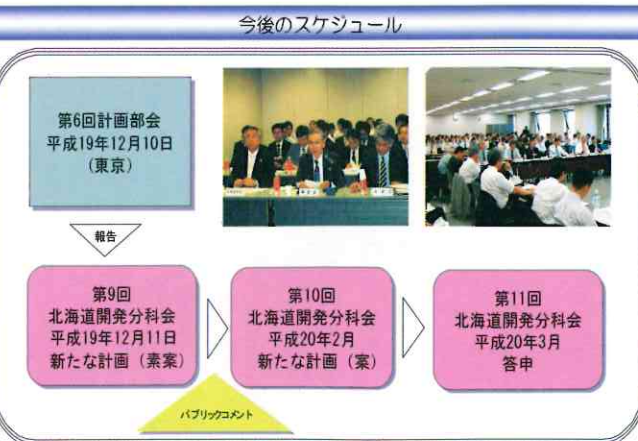 今後のスケジュール
第6回計画部会
平成19年12月10日
(東京)
報告
第9回
北海道開発分科会
平成19年12月11日
新たな計画（素案）
第10回
北海道開発分科会
平成20年2月
新たな計画（案）
第11回
北海道開発分科会
平成20年3月
答申
パブリックコメント